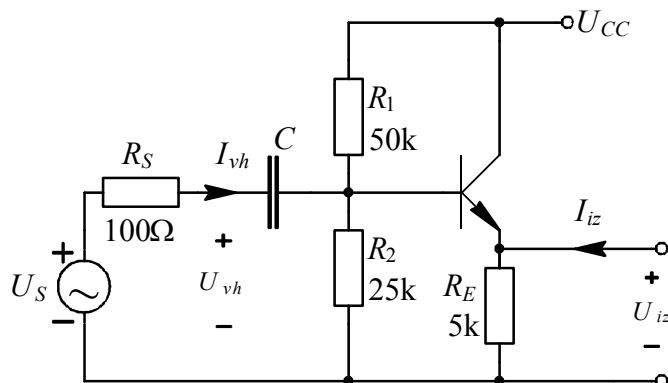 U_CC
R_1
50k
R_S
I_vh
C
100Ω
+
U_vh
−
+
U_S
−
R_2
25k
R_E
5k
I_iz
+
U_iz
−